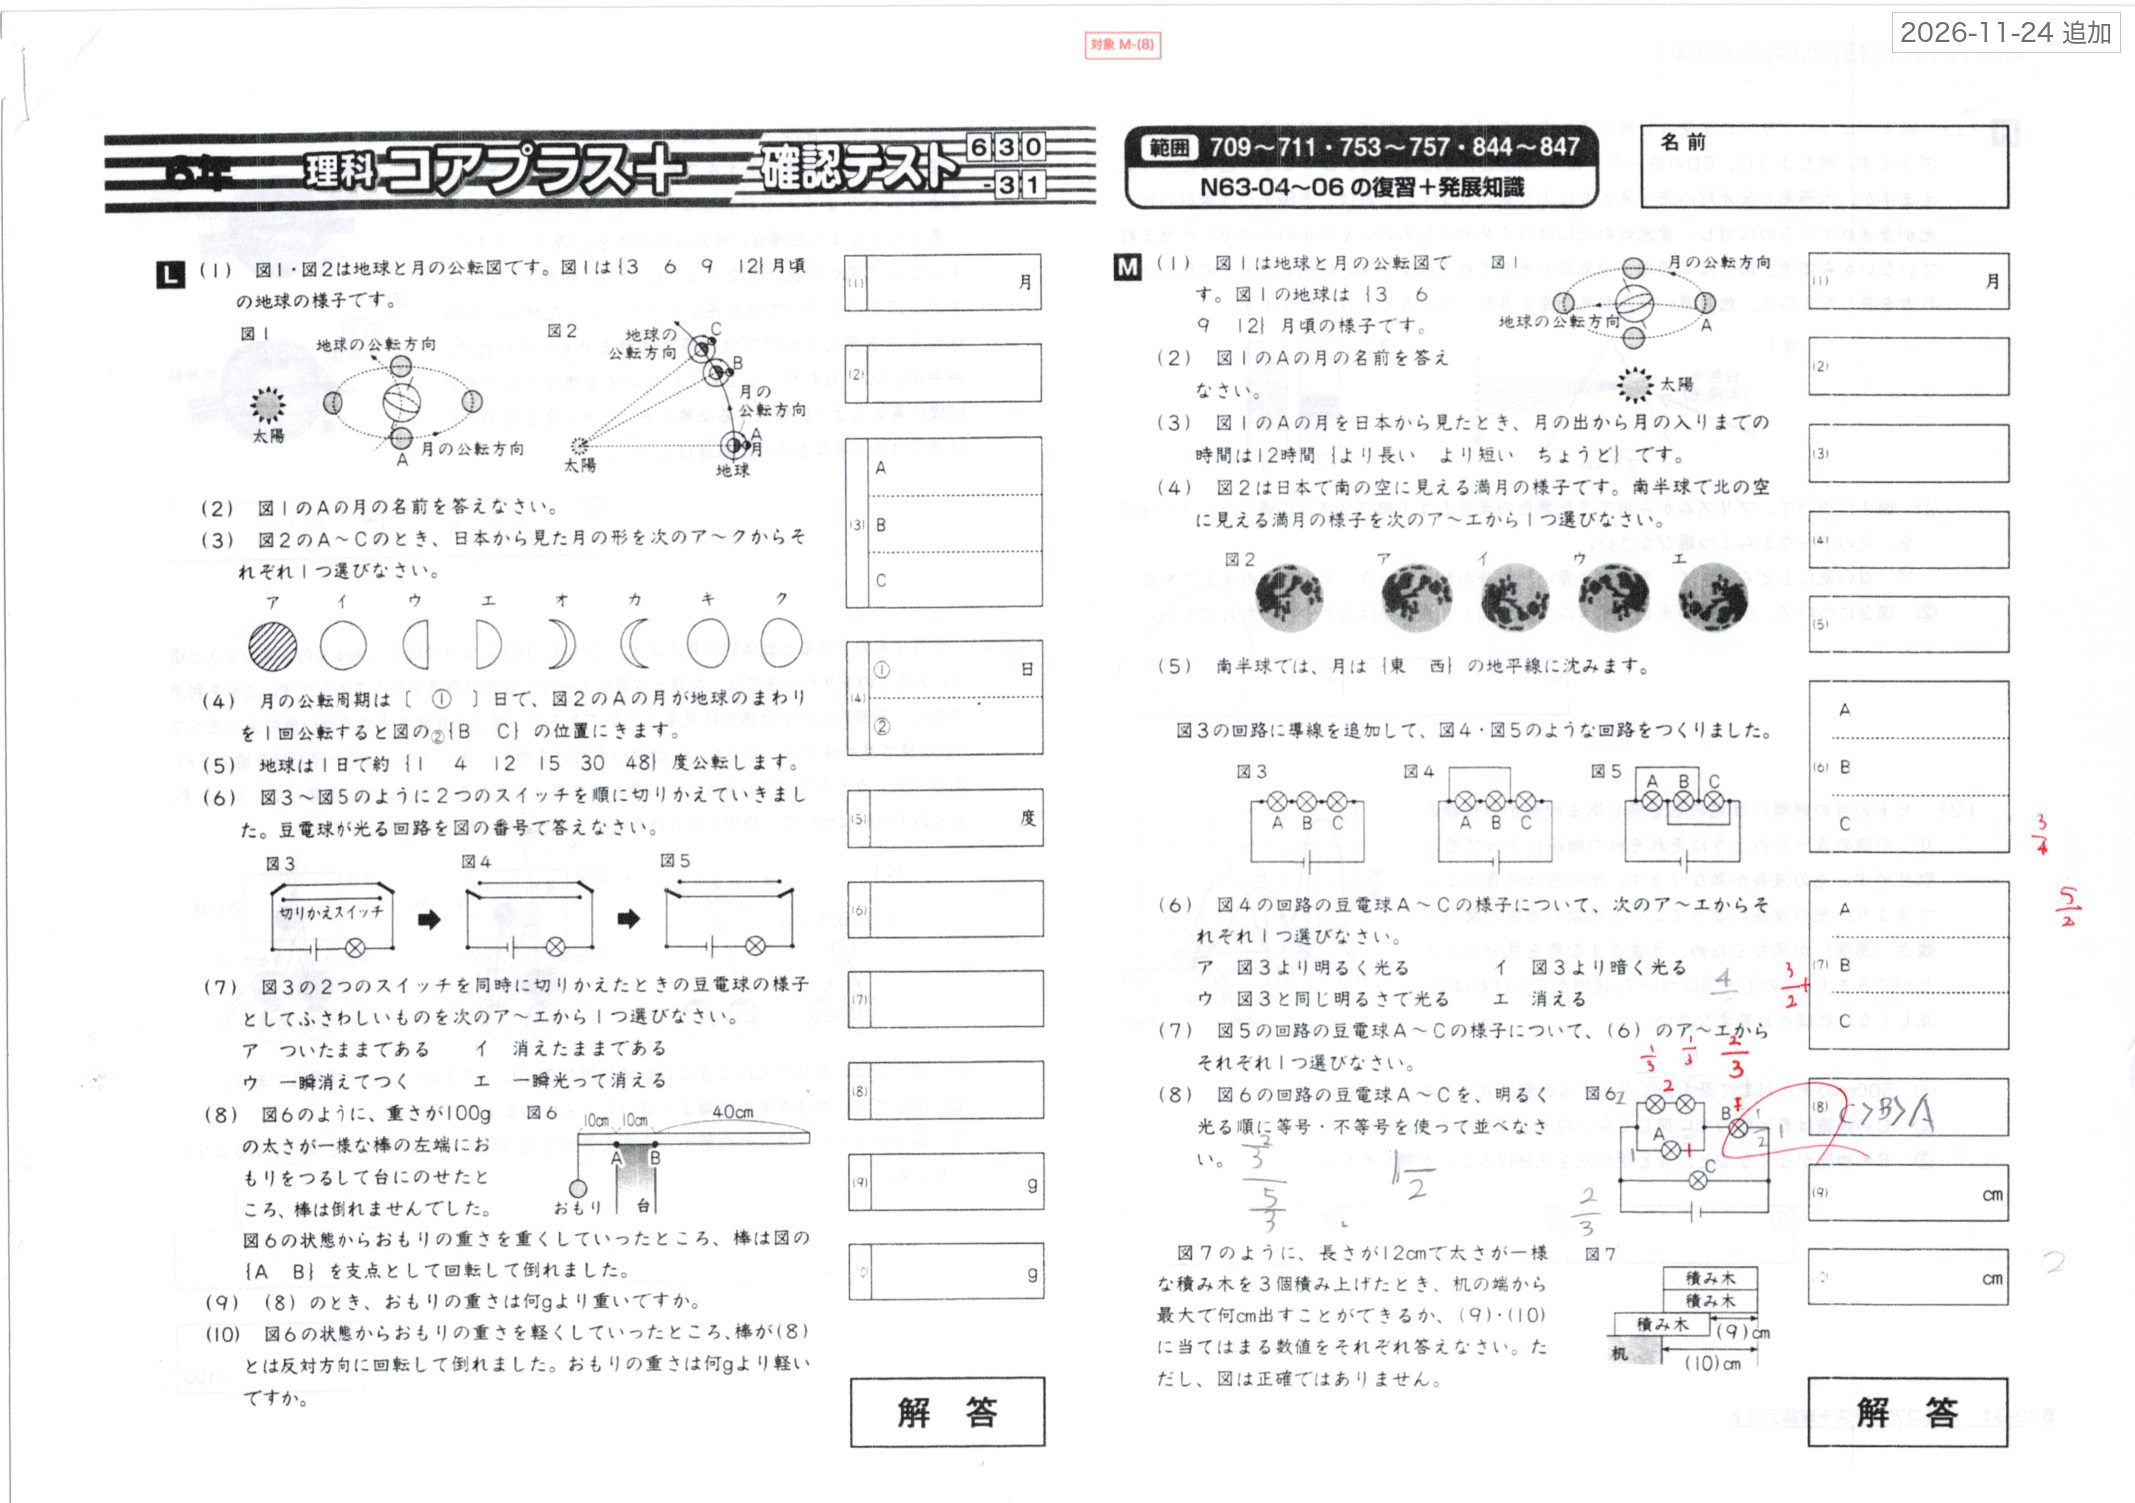 2026-11-24 追加
対象 M-(8)
6年 理科 コアプラス+ 確認テスト 630-31
範囲 709〜711・753〜757・844〜847
N63-04〜06 の復習+発展知識
名前
L (1) 図1・図2は地球と月の公転図です。図1は{3 6 9 12}月頃
の地球の様子です。
図1
地球の公転方向
太陽
A 月の公転方向
図2
地球の
公転方向
C
B
月の
公転方向
A
月
太陽
地球
(2) 図1のAの月の名前を答えなさい。
(3) 図2のA〜Cのとき、日本から見た月の形を次のア〜クからそ
れぞれ1つ選びなさい。
ア イ ウ エ オ カ キ ク
(4) 月の公転周期は〔 ① 〕日で、図2のAの月が地球のまわり
を1回公転すると図の②{B C} の位置にきます。
(5) 地球は1日で約 {1 4 12 15 30 48} 度公転します。
(6) 図3〜図5のように2つのスイッチを順に切りかえていきまし
た。豆電球が光る回路を図の番号で答えなさい。
図3 図4 図5
切りかえスイッチ
(7) 図3の2つのスイッチを同時に切りかえたときの豆電球の様子
としてふさわしいものを次のア〜エから1つ選びなさい。
ア ついたままである イ 消えたままである
ウ 一瞬消えてつく エ 一瞬光って消える
(8) 図6のように、重さが100g
の太さが一様な棒の左端にお
もりをつるして台にのせたと
ころ、棒は倒れませんでした。
図6
10cm 10cm 40cm
A B
おもり 台
図6の状態からおもりの重さを重くしていったところ、棒は図の
{A B} を支点として回転して倒れました。
(9) (8) のとき、おもりの重さは何gより重いですか。
(10) 図6の状態からおもりの重さを軽くしていったところ、棒が(8)
とは反対方向に回転して倒れました。おもりの重さは何gより軽い
ですか。
(1) 月
(2)
(3) A
B
C
(4) ① 日
②
(5) 度
(6)
(7)
(8)
(9) g
g
解 答
M (1) 図1は地球と月の公転図で
す。図1の地球は {3 6
9 12} 月頃の様子です。
図1
月の公転方向
地球の公転方向
A
太陽
(2) 図1のAの月の名前を答え
なさい。
(3) 図1のAの月を日本から見たとき、月の出から月の入りまでの
時間は12時間 {より長い より短い ちょうど} です。
(4) 図2は日本で南の空に見える満月の様子です。南半球で北の空
に見える満月の様子を次のア〜エから1つ選びなさい。
図2 ア イ ウ エ
(5) 南半球では、月は {東 西} の地平線に沈みます。
図3の回路に導線を追加して、図4・図5のような回路をつくりました。
図3 図4 図5
A B C
A B C
A B C
(6) 図4の回路の豆電球A〜Cの様子について、次のア〜エからそ
れぞれ1つ選びなさい。
ア 図3より明るく光る イ 図3より暗く光る
ウ 図3と同じ明るさで光る エ 消える
(7) 図5の回路の豆電球A〜Cの様子について、(6) のア〜エから
それぞれ1つ選びなさい。
(8) 図6の回路の豆電球A〜Cを、明るく
光る順に等号・不等号を使って並べなさ
い。
図6
A
B
C
図7のように、長さが12cmで太さが一様
な積み木を3個積み上げたとき、机の端から
最大で何cm出すことができるか、(9)・(10)
に当てはまる数値をそれぞれ答えなさい。た
だし、図は正確ではありません。
図7
積み木
積み木
積み木
(9)cm
机
(10)cm
(1) 月
(2)
(3)
(4)
(5)
(6) A
B
C
(7) A
B
C
(8) C>B>A
(9) cm
cm
解 答
3/4
5/2
3/2
1/3 1/3 2/3
2/3